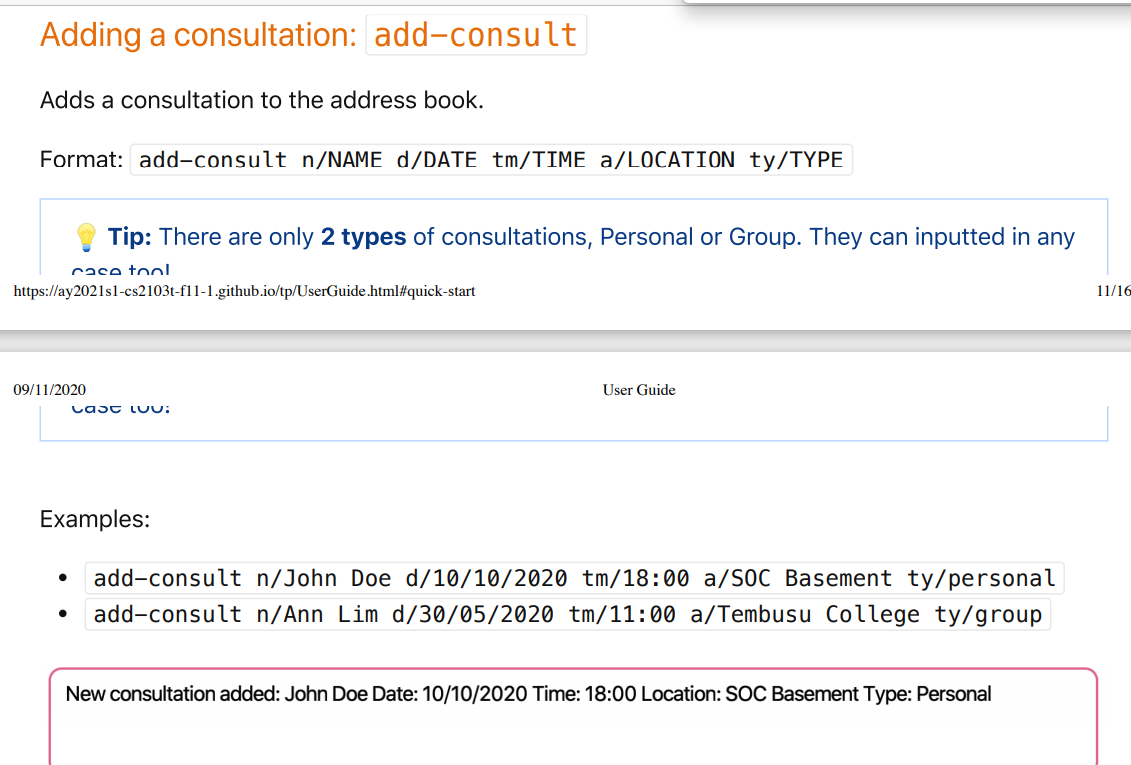 Adding a consultation: add-consult
Adds a consultation to the address book.
Format: add-consult n/NAME d/DATE tm/TIME a/LOCATION ty/TYPE
💡 Tip: There are only 2 types of consultations, Personal or Group. They can inputted in any
case too!
https://ay2021s1-cs2103t-f11-1.github.io/tp/UserGuide.html#quick-start 11/16
09/11/2020 User Guide
case too!
Examples:
• add-consult n/John Doe d/10/10/2020 tm/18:00 a/SOC Basement ty/personal
• add-consult n/Ann Lim d/30/05/2020 tm/11:00 a/Tembusu College ty/group
New consultation added: John Doe Date: 10/10/2020 Time: 18:00 Location: SOC Basement Type: Personal